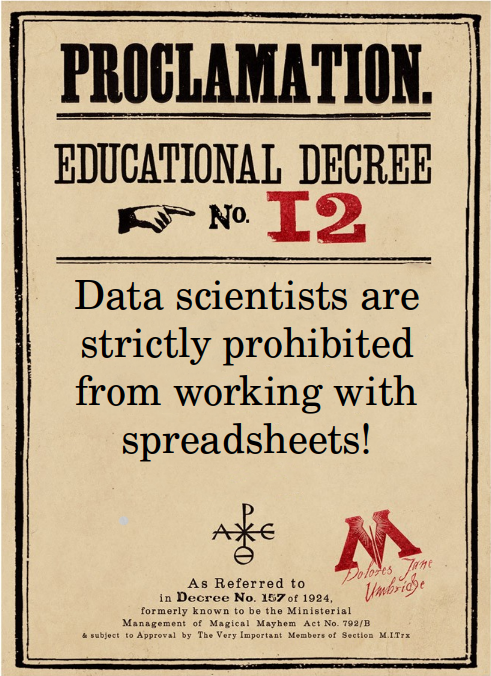 PROCLAMATION.
EDUCATIONAL DECREE
No. 12
Data scientists are
strictly prohibited
from working with
spreadsheets!
M
Dolores Jane
Umbridge
As Referred to
in Decree No. 157 of 1924,
formerly known to be the Ministerial
Management of Magical Mayhem Act No. 792/B
& subject to Approval by The Very Important Members of Section M.I.Trx